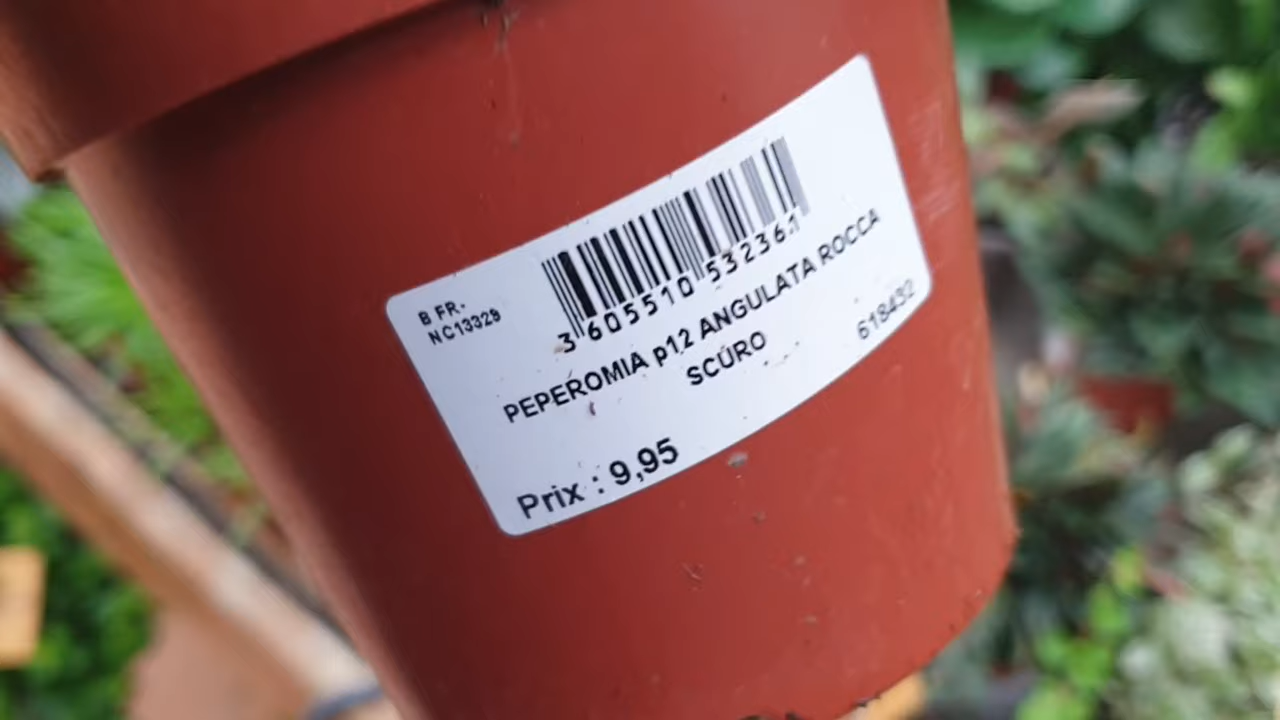 B FR-
NC13329
3 605510 532361
PEPEROMIA p12 ANGULATA ROCCA
SCURO
618432
Prix : 9,95